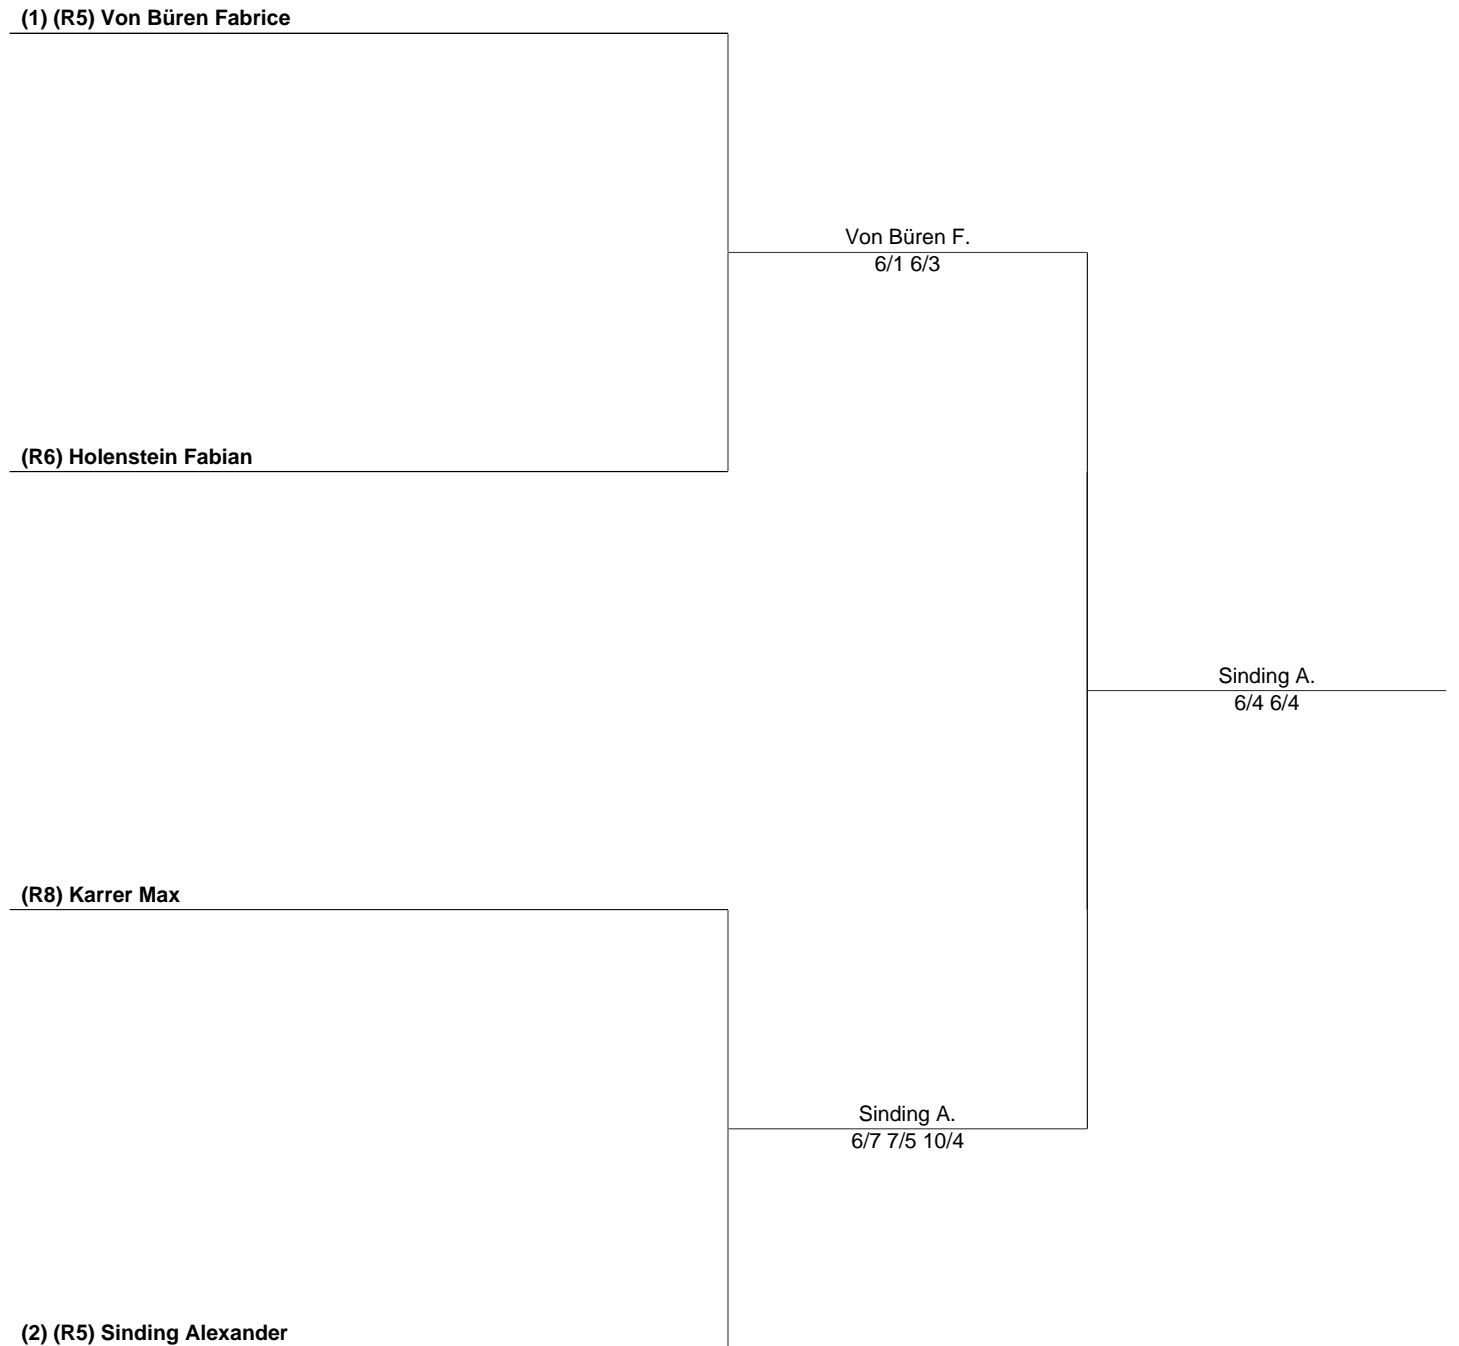 (1) (R5) Von Büren Fabrice
Von Büren F.
6/1 6/3
(R6) Holenstein Fabian
Sinding A.
6/4 6/4
(R8) Karrer Max
Sinding A.
6/7 7/5 10/4
(2) (R5) Sinding Alexander